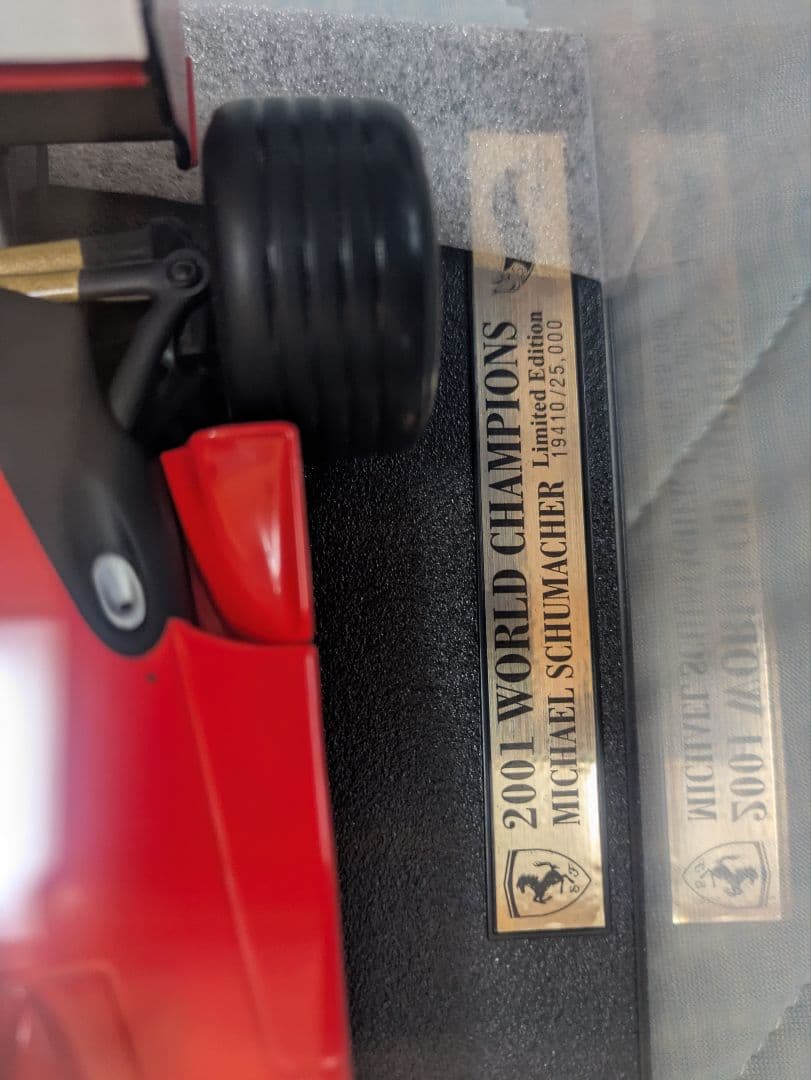 2001 WORLD CHAMPIONS
MICHAEL SCHUMACHER Limited Edition
19410/25,000
S F